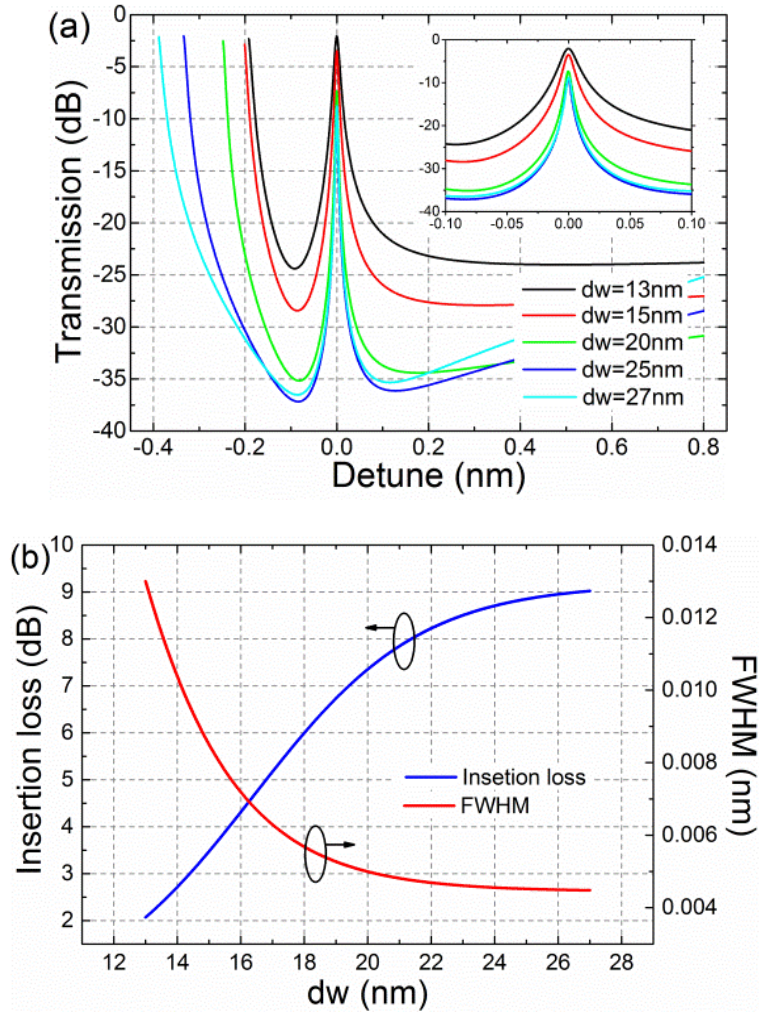 (a)
Transmission (dB)
0
-5
-10
-15
-20
-25
-30
-35
-40
-0.4 -0.2 0.0 0.2 0.4 0.6 0.8
Detune (nm)
0
-10
-20
-30
-40
-0.10 -0.05 0.00 0.05 0.10
dw=13nm
dw=15nm
dw=20nm
dw=25nm
dw=27nm
(b)
Insertion loss (dB)
10
9
8
7
6
5
4
3
2
12 14 16 18 20 22 24 26 28
dw (nm)
Insetion loss
FWHM
0.014
0.012
0.010
0.008
0.006
0.004
FWHM (nm)